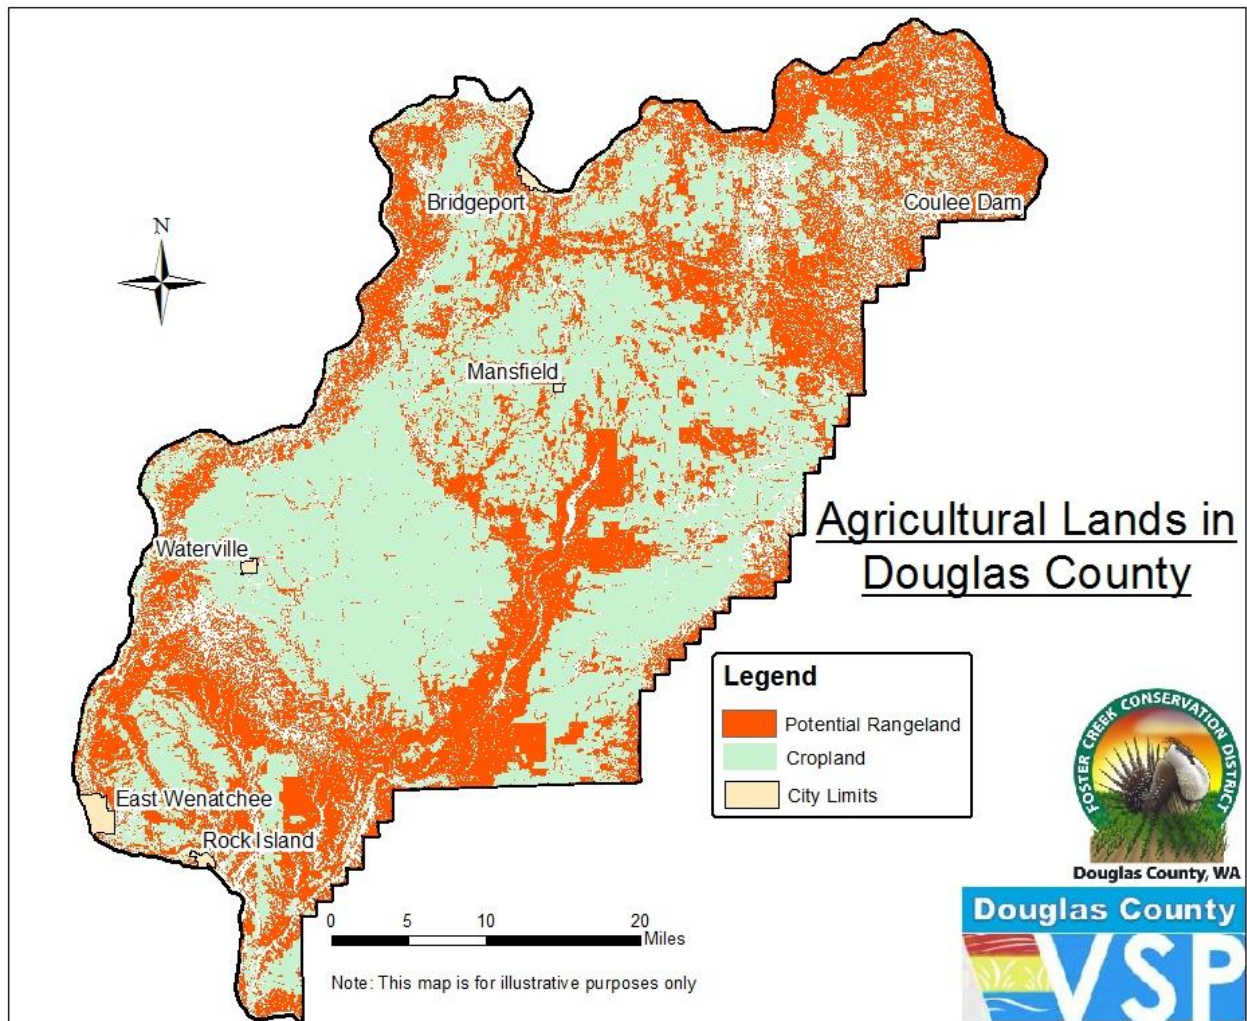 N
Bridgeport
Coulee Dam
Mansfield
Waterville
East Wenatchee
Rock Island
Agricultural Lands in
Douglas County
Legend
Potential Rangeland
Cropland
City Limits
0 5 10 20
Miles
Note: This map is for illustrative purposes only
FOSTER CREEK CONSERVATION DISTRICT
Douglas County, WA
Douglas County
VSP